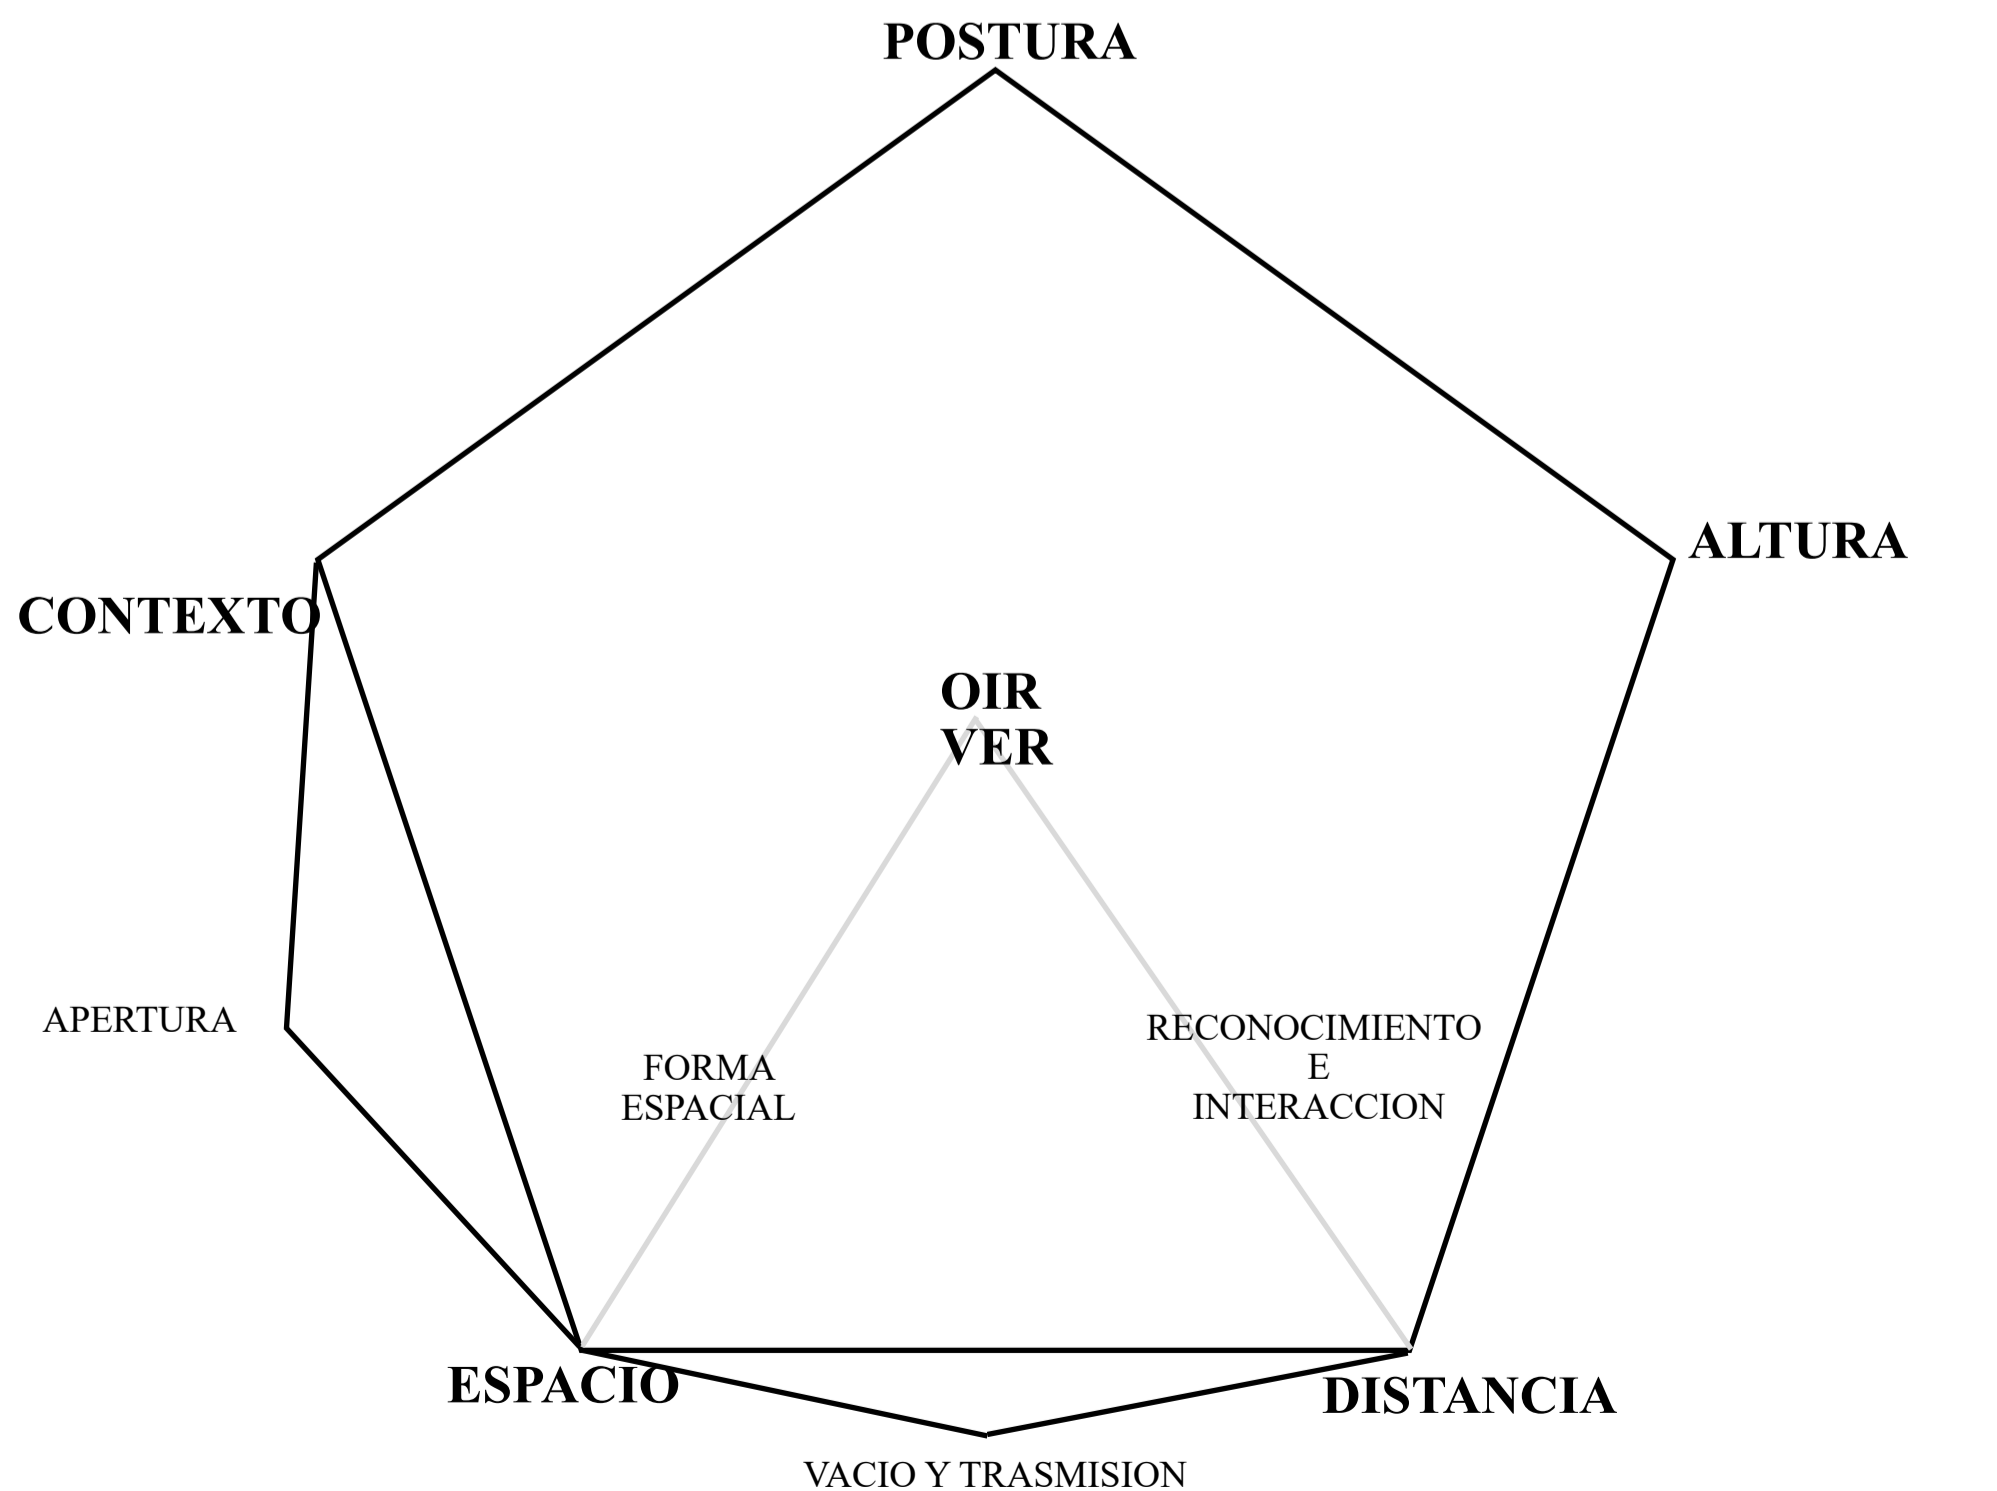 POSTURA
ALTURA
CONTEXTO
OIR
VER
APERTURA
FORMA
ESPACIAL
RECONOCIMIENTO
E
INTERACCION
ESPACIO
DISTANCIA
VACIO Y TRASMISION